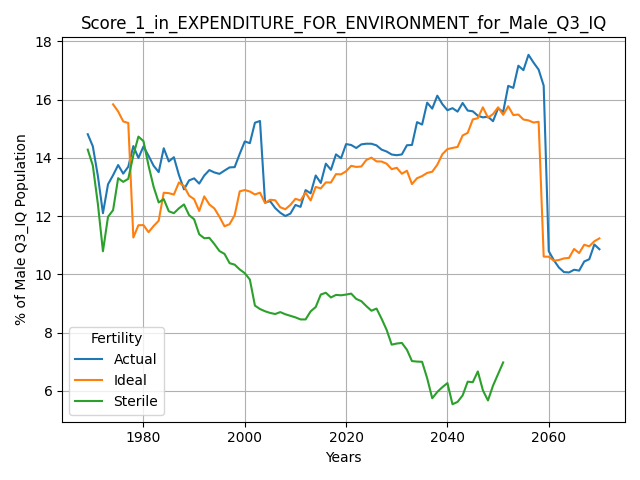 Score_1_in_EXPENDITURE_FOR_ENVIRONMENT_for_Male_Q3_IQ
% of Male Q3_IQ Population
18
16
14
12
10
8
6
Fertility
Actual
Ideal
Sterile
1980 2000 2020 2040 2060
Years